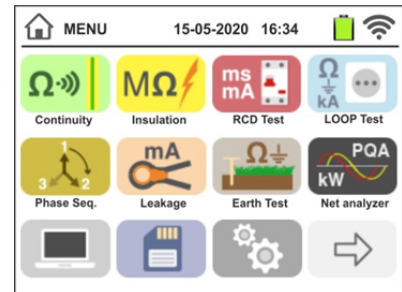 MENU 15-05-2020 16:34
Ω MΩ ms mA Ω kA
Continuity Insulation RCD Test LOOP Test
1 2 3 mA Ω PQA kW
Phase Seq. Leakage Earth Test Net analyzer